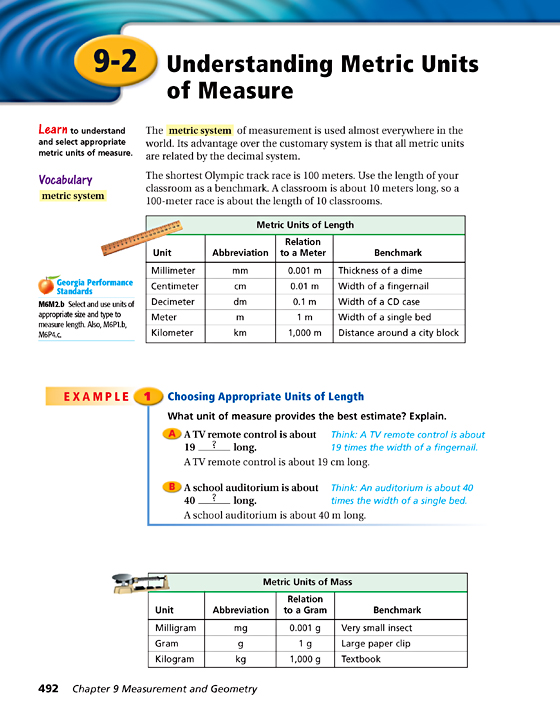 9-2
Understanding Metric Units
of Measure
Learn to understand
and select appropriate
metric units of measure.
Vocabulary
metric system
Georgia Performance
Standards
M6M2.b Select and use units of
appropriate size and type to
measure length. Also, M6P1.b,
M6P4.c.
The metric system of measurement is used almost everywhere in the
world. Its advantage over the customary system is that all metric units
are related by the decimal system.
The shortest Olympic track race is 100 meters. Use the length of your
classroom as a benchmark. A classroom is about 10 meters long, so a
100-meter race is about the length of 10 classrooms.
Metric Units of Length
Unit Abbreviation Relation to a Meter Benchmark
Millimeter mm 0.001 m Thickness of a dime
Centimeter cm 0.01 m Width of a fingernail
Decimeter dm 0.1 m Width of a CD case
Meter m 1 m Width of a single bed
Kilometer km 1,000 m Distance around a city block
EXAMPLE 1 Choosing Appropriate Units of Length
What unit of measure provides the best estimate? Explain.
A A TV remote control is about
19 ? long.
Think: A TV remote control is about
19 times the width of a fingernail.
A TV remote control is about 19 cm long.
B A school auditorium is about
40 ? long.
Think: An auditorium is about 40
times the width of a single bed.
A school auditorium is about 40 m long.
Metric Units of Mass
Unit Abbreviation Relation to a Gram Benchmark
Milligram mg 0.001 g Very small insect
Gram g 1 g Large paper clip
Kilogram kg 1,000 g Textbook
492 Chapter 9 Measurement and Geometry